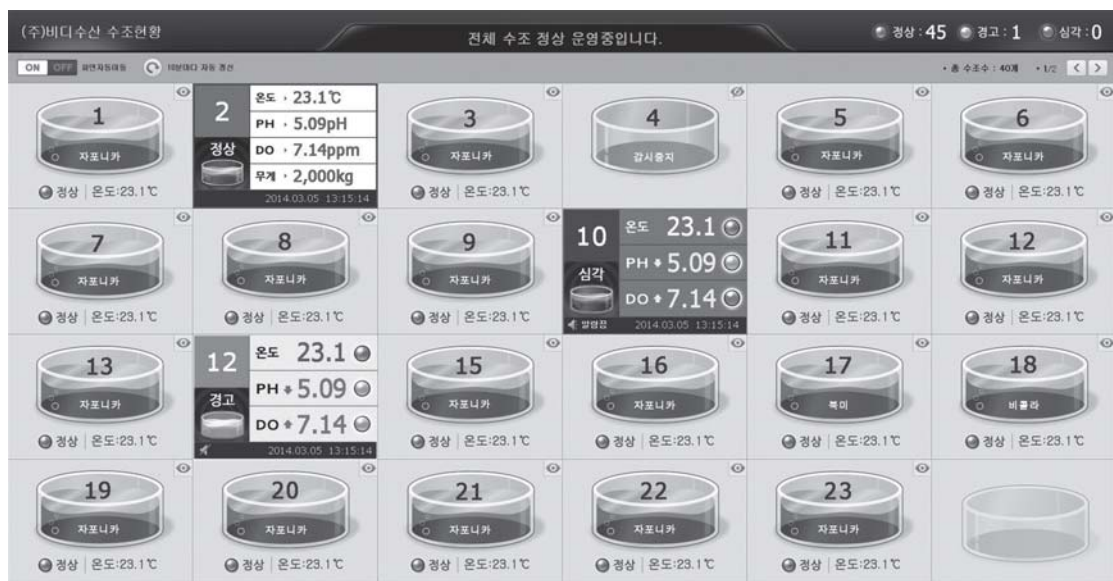 (주)비디수산 수조현황
전체 수조 정상 운영중입니다.
정상 : 45 경고 : 1 심각 : 0
ON OFF 화면자동이동 10분마다 자동 갱신
• 총 수조수 : 40개 • 1/2 < >
1
자포니카
정상 | 온도:23.1℃
2
정상
온도 23.1℃
PH 5.09pH
DO 7.14ppm
무게 2,000kg
2014.03.05 13:15:14
3
자포니카
정상 | 온도:23.1℃
4
감시중지
5
자포니카
정상 | 온도:23.1℃
6
자포니카
정상 | 온도:23.1℃
7
자포니카
정상 | 온도:23.1℃
8
자포니카
정상 | 온도:23.1℃
9
자포니카
정상 | 온도:23.1℃
10
심각
온도 23.1
PH 5.09
DO 7.14
알람끔 2014.03.05 13:15:14
11
자포니카
정상 | 온도:23.1℃
12
자포니카
정상 | 온도:23.1℃
13
자포니카
정상 | 온도:23.1℃
12
경고
온도 23.1
PH 5.09
DO 7.14
2014.03.05 13:15:14
15
자포니카
정상 | 온도:23.1℃
16
자포니카
정상 | 온도:23.1℃
17
북미
정상 | 온도:23.1℃
18
비콜라
정상 | 온도:23.1℃
19
자포니카
정상 | 온도:23.1℃
20
자포니카
정상 | 온도:23.1℃
21
자포니카
정상 | 온도:23.1℃
22
자포니카
정상 | 온도:23.1℃
23
자포니카
정상 | 온도:23.1℃